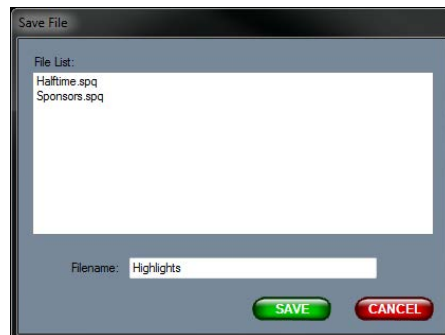 Save File
File List:
Halftime.spq
Sponsors.spq
Filename: Highlights
SAVE CANCEL